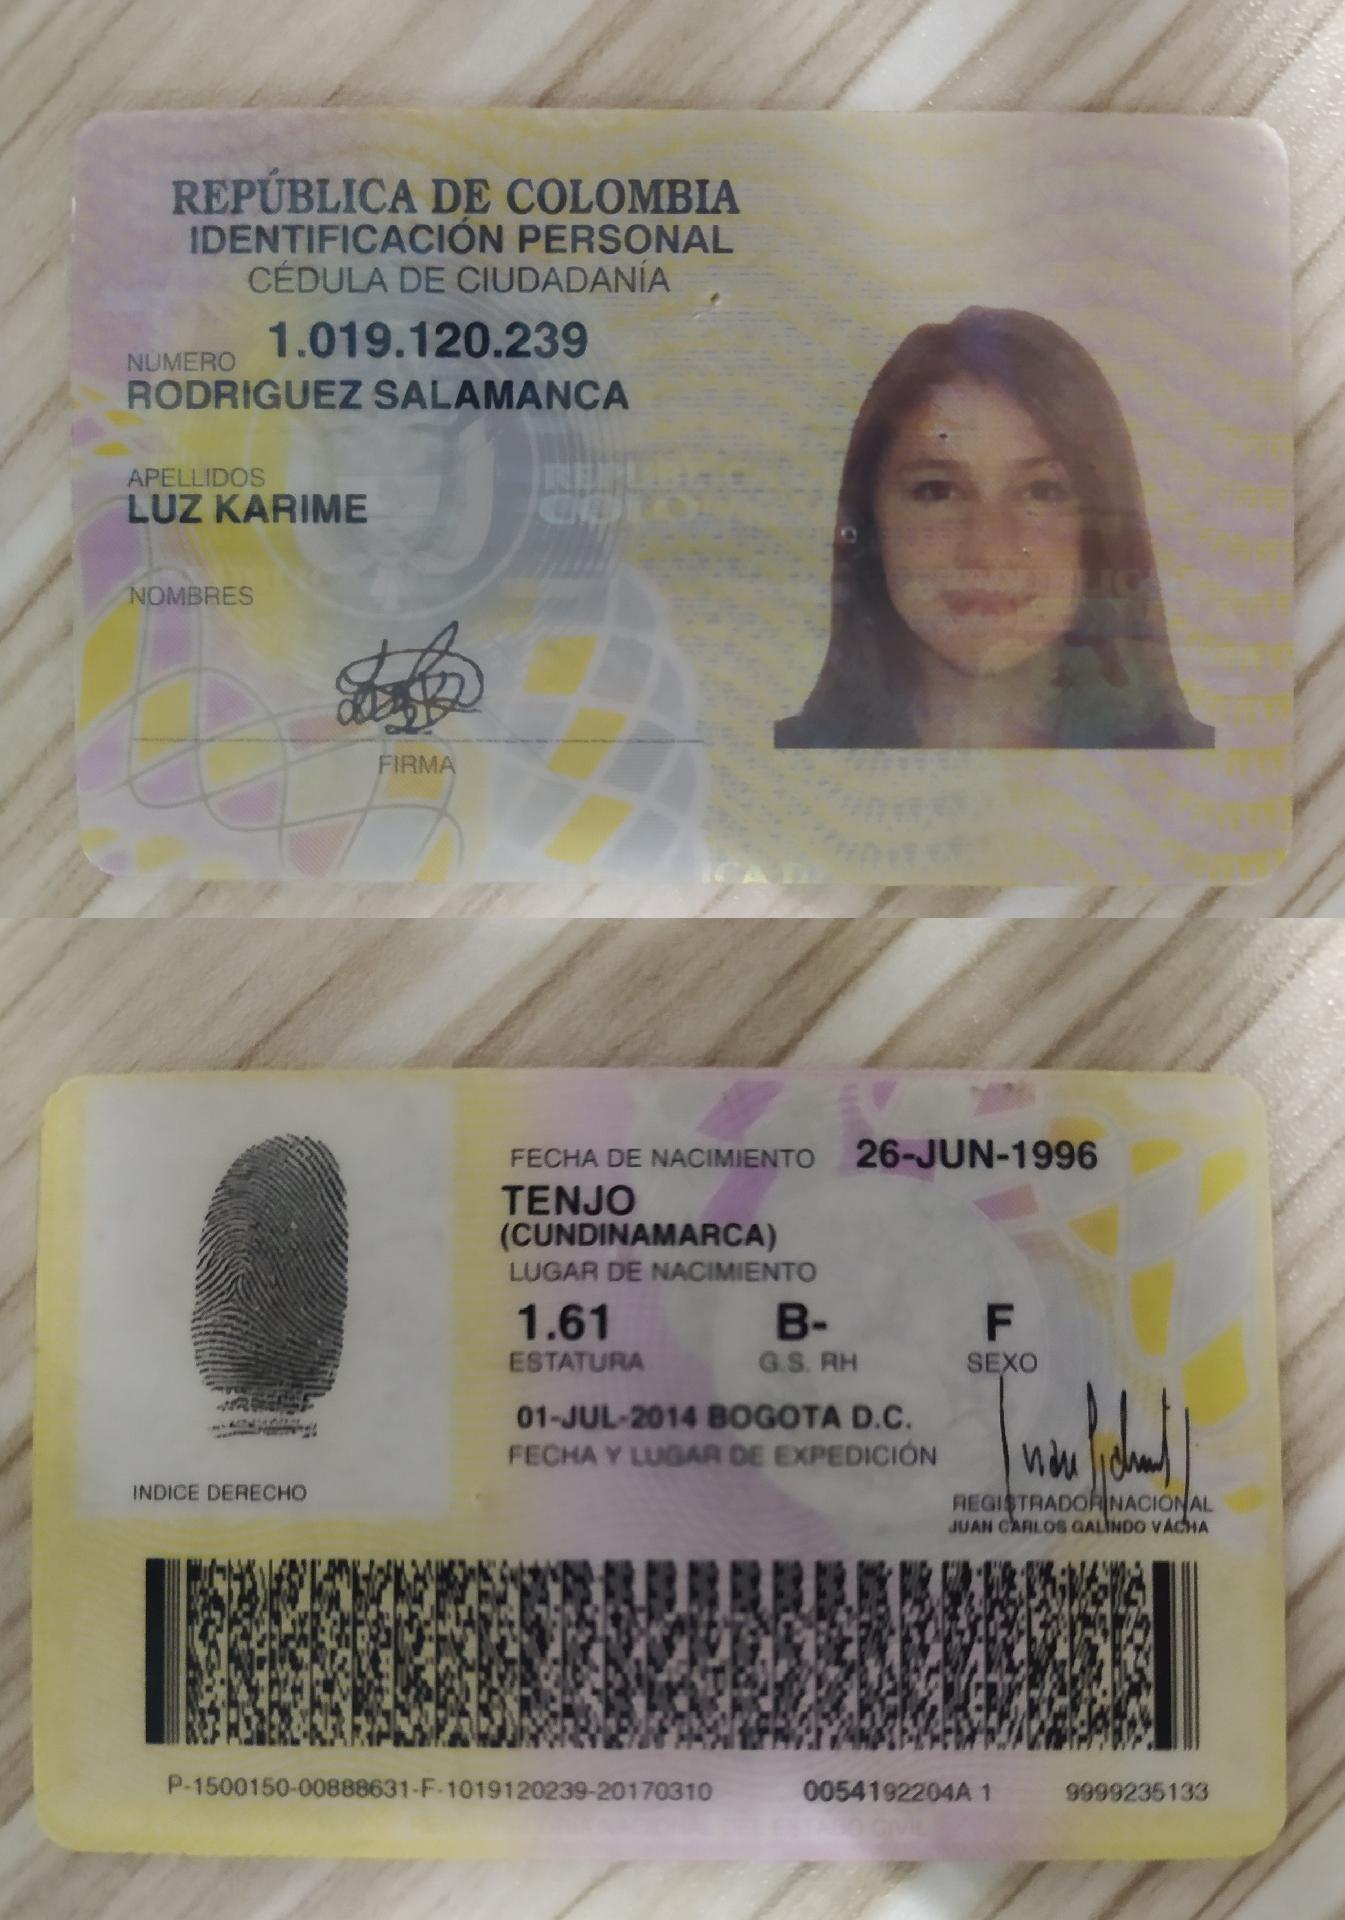 REPÚBLICA DE COLOMBIA
IDENTIFICACIÓN PERSONAL
CÉDULA DE CIUDADANÍA
NUMERO 1.019.120.239
RODRIGUEZ SALAMANCA
APELLIDOS
LUZ KARIME
NOMBRES
FIRMA
FECHA DE NACIMIENTO 26-JUN-1996
TENJO
(CUNDINAMARCA)
LUGAR DE NACIMIENTO
1.61 B- F
ESTATURA G.S. RH SEXO
01-JUL-2014 BOGOTA D.C.
FECHA Y LUGAR DE EXPEDICIÓN
INDICE DERECHO
REGISTRADOR NACIONAL
JUAN CARLOS GALINDO VACHA
P-1500150-00888631-F-1019120239-20170310 0054192204A 1 9999235133